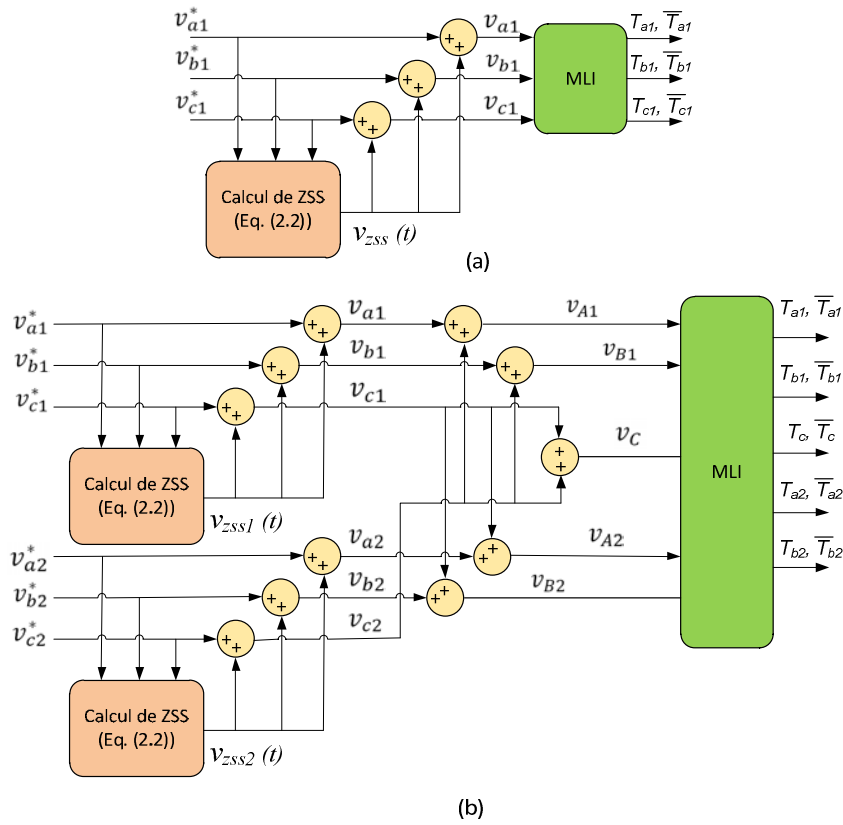 v*a1
v*b1
v*c1
+
+
+
+
+
+
va1
vb1
vc1
MLI
Ta1, T̅a1
Tb1, T̅b1
Tc1, T̅c1
Calcul de ZSS
(Eq. (2.2))
vzss (t)
(a)
v*a1
v*b1
v*c1
+
+
+
+
+
+
va1
vb1
vc1
+
+
+
+
+
+
vA1
vB1
vC
Calcul de ZSS
(Eq. (2.2))
vzss1 (t)
v*a2
v*b2
v*c2
+
+
+
+
+
+
va2
vb2
vc2
+
+
+
+
vA2
vB2
Calcul de ZSS
(Eq. (2.2))
vzss2 (t)
MLI
Ta1, T̅a1
Tb1, T̅b1
Tc, T̅c
Ta2, T̅a2
Tb2, T̅b2
(b)